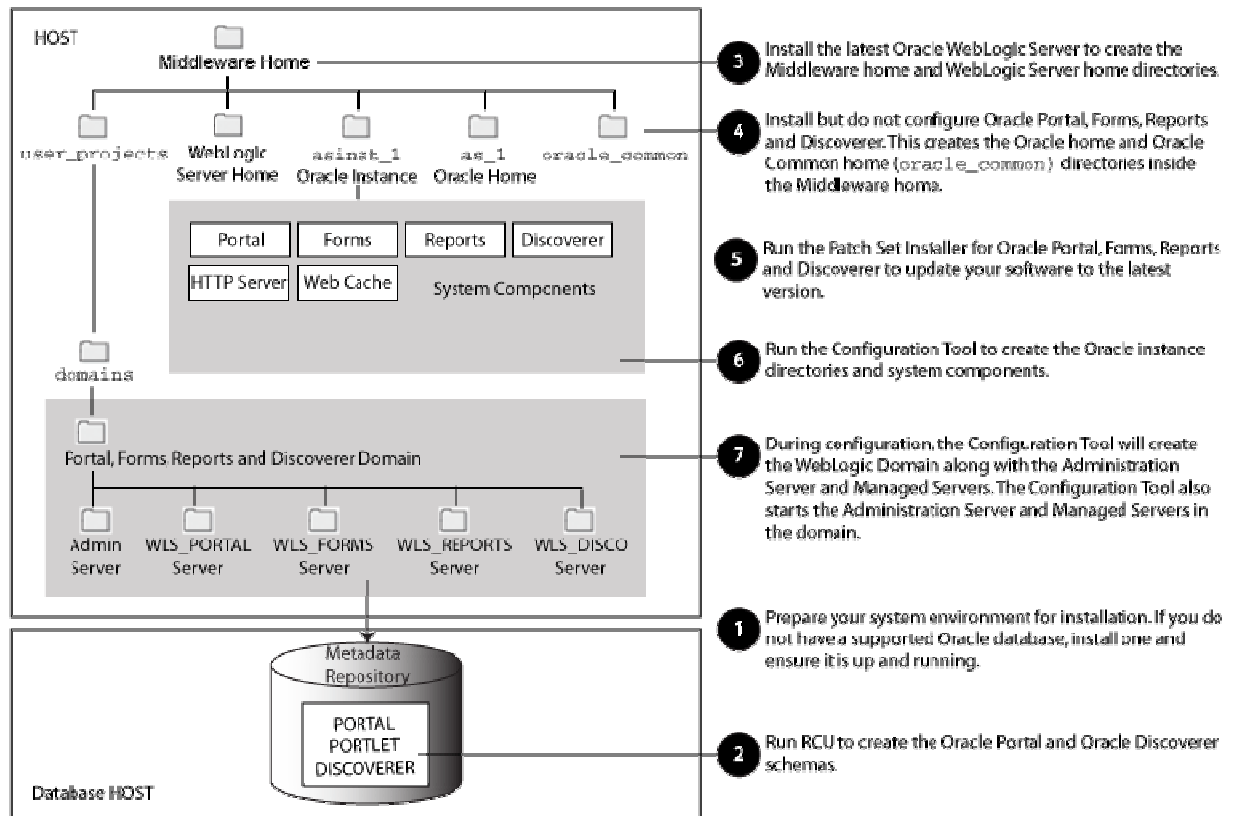 HOST
Middleware Home
user_projects
WebLogic
Server Home
asinst_1
Oracle Instance
as_1
Oracle Home
oracle_common
Portal
Forms
Reports
Discoverer
HTTP Server
Web Cache
System Components
domains
Portal, Forms Reports and Discoverer Domain
Admin
Server
WLS_PORTAL
Server
WLS_FORMS
Server
WLS_REPORTS
Server
WLS_DISCO
Server
Metadata
Repository
PORTAL
PORTLET
DISCOVERER
Database HOST
3
Install the latest Oracle WebLogic Server to create the
Middleware home and WebLogic Server home directories.
4
Install but do not configure Oracle Portal, Forms, Reports
and Discoverer. This creates the Oracle home and Oracle
Common home (oracle_common) directories inside
the Middleware home.
5
Run the Patch Set Installer for Oracle Portal, Forms, Reports
and Discoverer to update your software to the latest
version.
6
Run the Configuration Tool to create the Oracle instance
directories and system components.
7
During configuration, the Configuration Tool will create
the WebLogic Domain along with the Administration
Server and Managed Servers. The Configuration Tool also
starts the Administration Server and Managed Servers in
the domain.
1
Prepare your system environment for installation. If you do
not have a supported Oracle database, install one and
ensure it is up and running.
2
Run RCU to create the Oracle Portal and Oracle Discoverer
schemas.